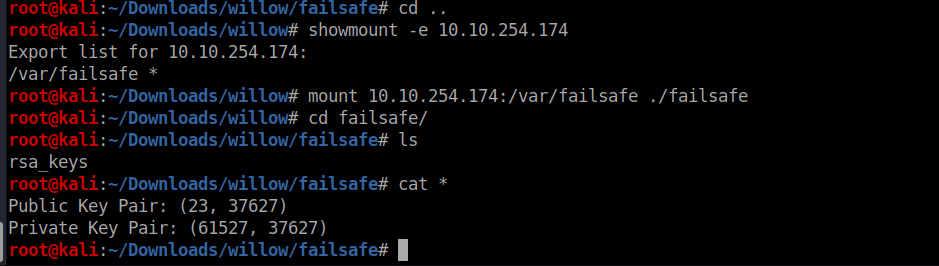 root@kali:~/Downloads/willow/failsafe# cd ..
root@kali:~/Downloads/willow# showmount -e 10.10.254.174
Export list for 10.10.254.174:
/var/failsafe *
root@kali:~/Downloads/willow# mount 10.10.254.174:/var/failsafe ./failsafe
root@kali:~/Downloads/willow# cd failsafe/
root@kali:~/Downloads/willow/failsafe# ls
rsa_keys
root@kali:~/Downloads/willow/failsafe# cat *
Public Key Pair: (23, 37627)
Private Key Pair: (61527, 37627)
root@kali:~/Downloads/willow/failsafe#